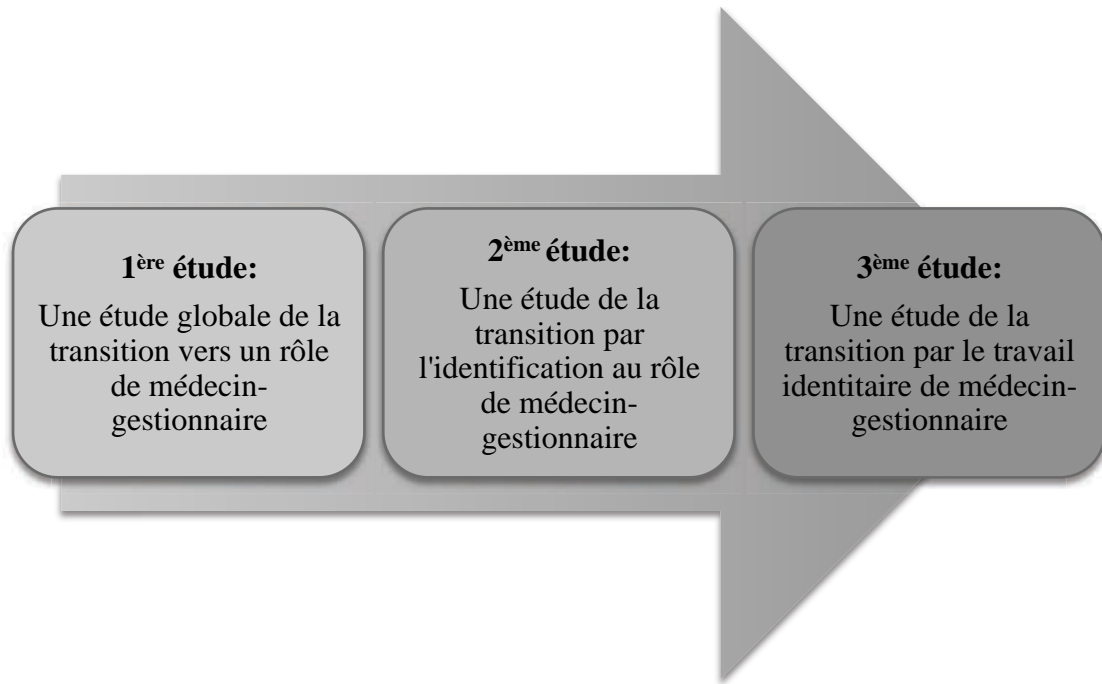 1ère étude:
Une étude globale de la
transition vers un rôle
de médecin-
gestionnaire
2ème étude:
Une étude de la
transition par
l'identification au rôle
de médecin-
gestionnaire
3ème étude:
Une étude de la
transition par le travail
identitaire de médecin-
gestionnaire